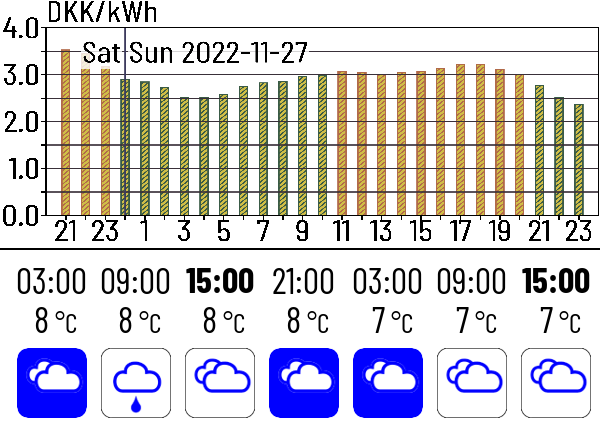 DKK/kWh
4.0
Sat Sun 2022-11-27
3.0
2.0
1.0
0.0
21 23 1 3 5 7 9 11 13 15 17 19 21 23
03:00 09:00 15:00 21:00 03:00 09:00 15:00
8 °C 8 °C 8 °C 8 °C 7 °C 7 °C 7 °C